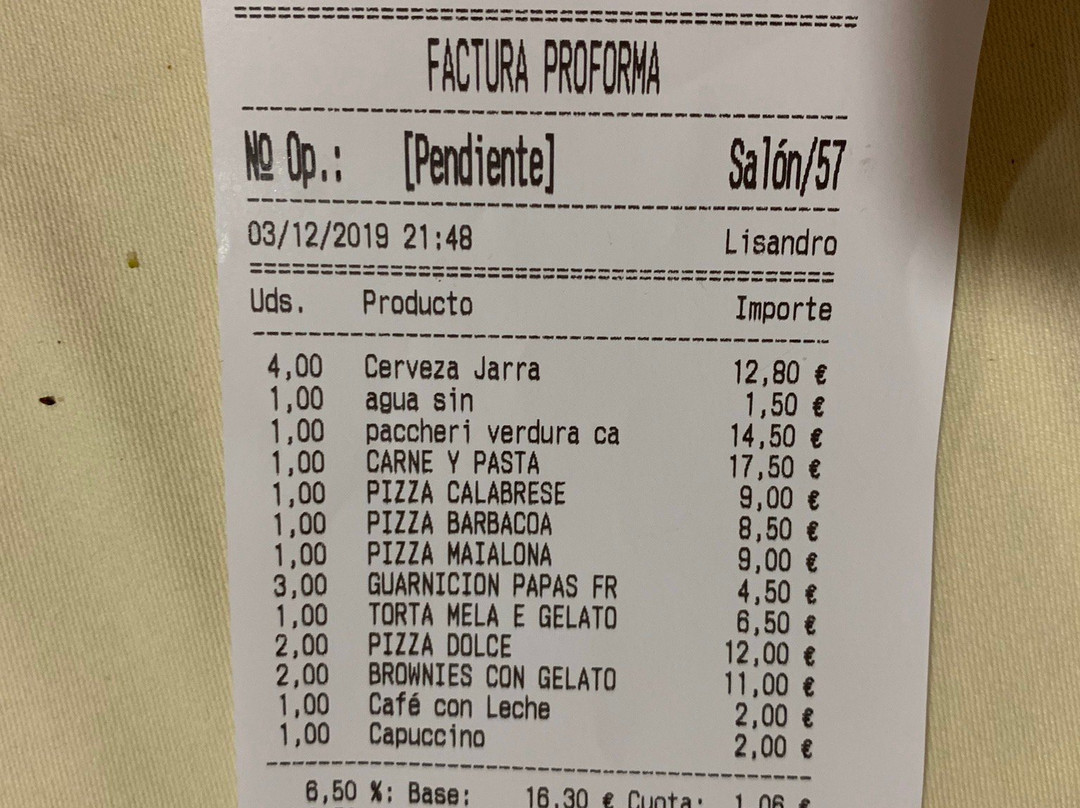 FACTURA PROFORMA
Nº Op.: [Pendiente] Salón/57
03/12/2019 21:48 Lisandro
Uds. Producto Importe
4,00 Cerveza Jarra 12,80 €
1,00 agua sin 1,50 €
1,00 paccheri verdura ca 14,50 €
1,00 CARNE Y PASTA 17,50 €
1,00 PIZZA CALABRESE 9,00 €
1,00 PIZZA BARBACOA 8,50 €
1,00 PIZZA MAIALONA 9,00 €
3,00 GUARNICION PAPAS FR 4,50 €
1,00 TORTA MELA E GELATO 6,50 €
2,00 PIZZA DOLCE 12,00 €
2,00 BROWNIES CON GELATO 11,00 €
1,00 Café con Leche 2,00 €
1,00 Capuccino 2,00 €
6,50 %: Base: 16,30 € Cuota: 1,06 €